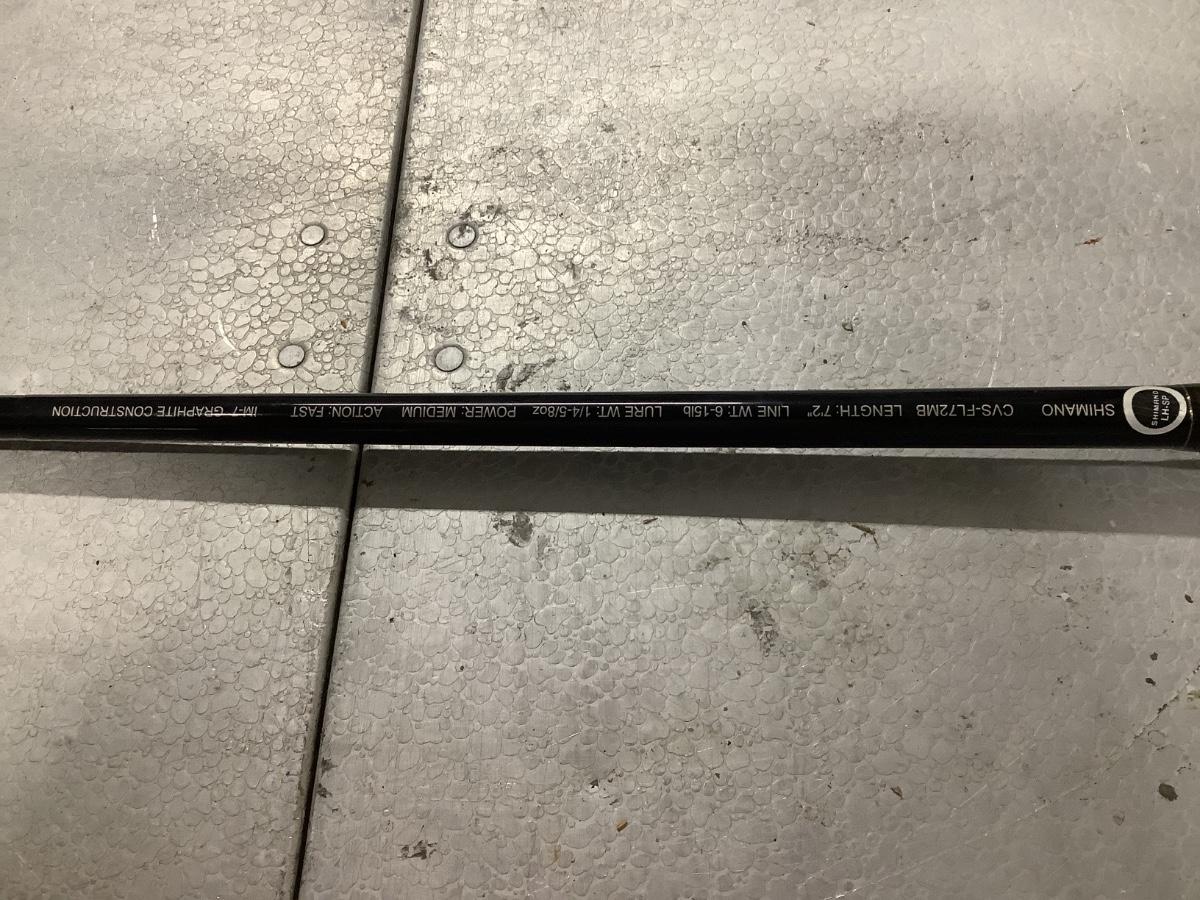 SHIMANO CVS-FL72MB LENGTH: 7'2" LINE WT: 6-15lb LURE WT: 1/4-5/8oz POWER: MEDIUM ACTION: FAST IM-7 GRAPHITE CONSTRUCTION
SHIMANO
LH-SP